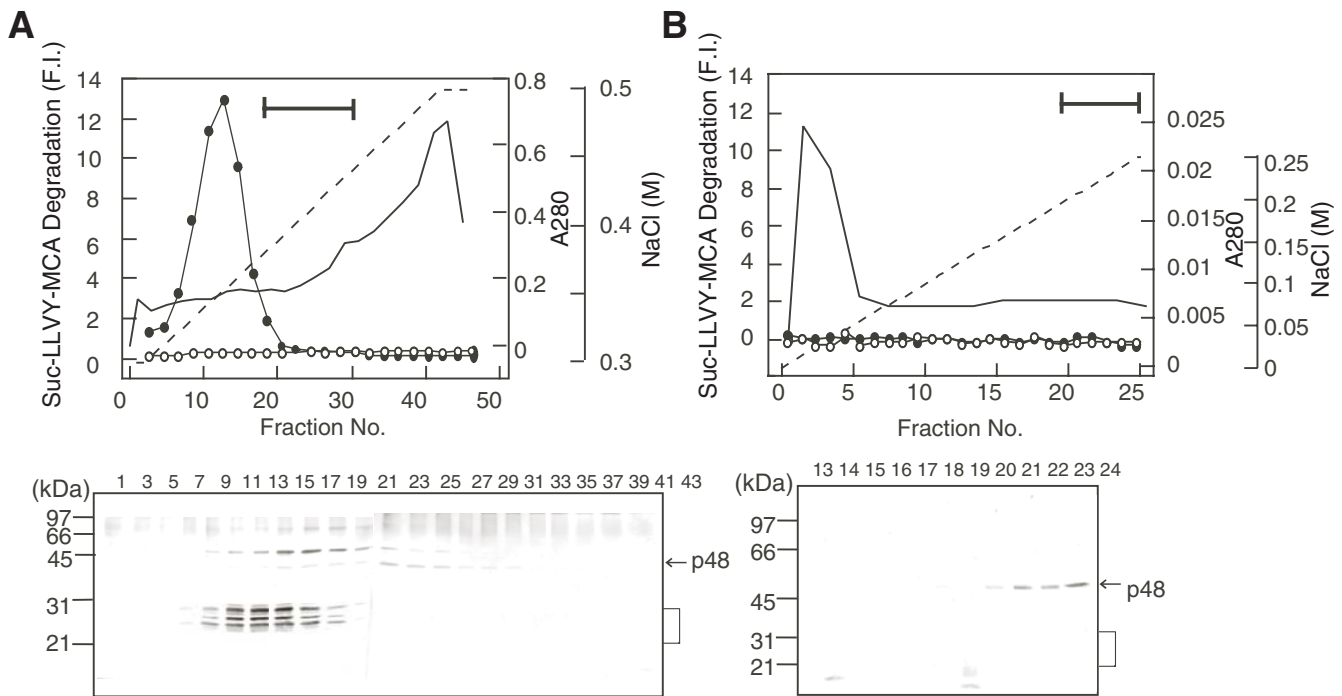 A
Suc-LLVY-MCA Degradation (F.I.)
14
12
10
8
6
4
2
0
0.8
0.6
0.4
0.2
0
A280
0.5
0.4
0.3
NaCl (M)
0 10 20 30 40 50
Fraction No.
B
Suc-LLVY-MCA Degradation (F.I.)
14
12
10
8
6
4
2
0
0.025
0.02
0.015
0.01
0.005
0
A280
0.25
0.2
0.15
0.1
0.05
0
NaCl (M)
0 5 10 15 20 25
Fraction No.
(kDa)
1 3 5 7 9 11 13 15 17 19 21 23 25 27 29 31 33 35 37 39 41 43
97
66
45
31
21
←p48
(kDa)
13 14 15 16 17 18 19 20 21 22 23 24
97
66
45
31
21
←p48